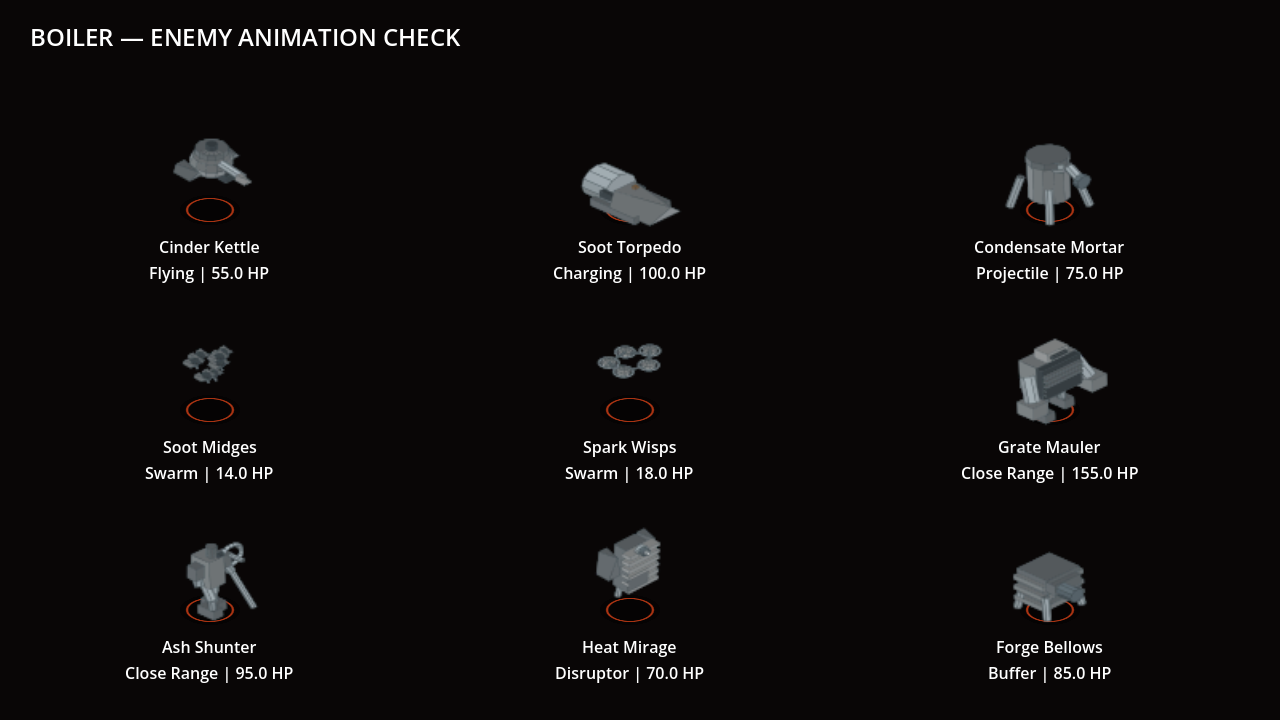 BOILER — ENEMY ANIMATION CHECK
Cinder Kettle
Flying | 55.0 HP
Soot Torpedo
Charging | 100.0 HP
Condensate Mortar
Projectile | 75.0 HP
Soot Midges
Swarm | 14.0 HP
Spark Wisps
Swarm | 18.0 HP
Grate Mauler
Close Range | 155.0 HP
Ash Shunter
Close Range | 95.0 HP
Heat Mirage
Disruptor | 70.0 HP
Forge Bellows
Buffer | 85.0 HP